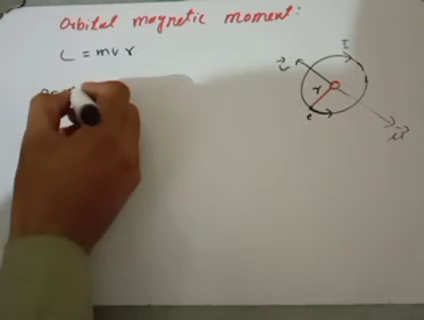 Orbital magnetic moment:
L = mvr
I
L
r
e